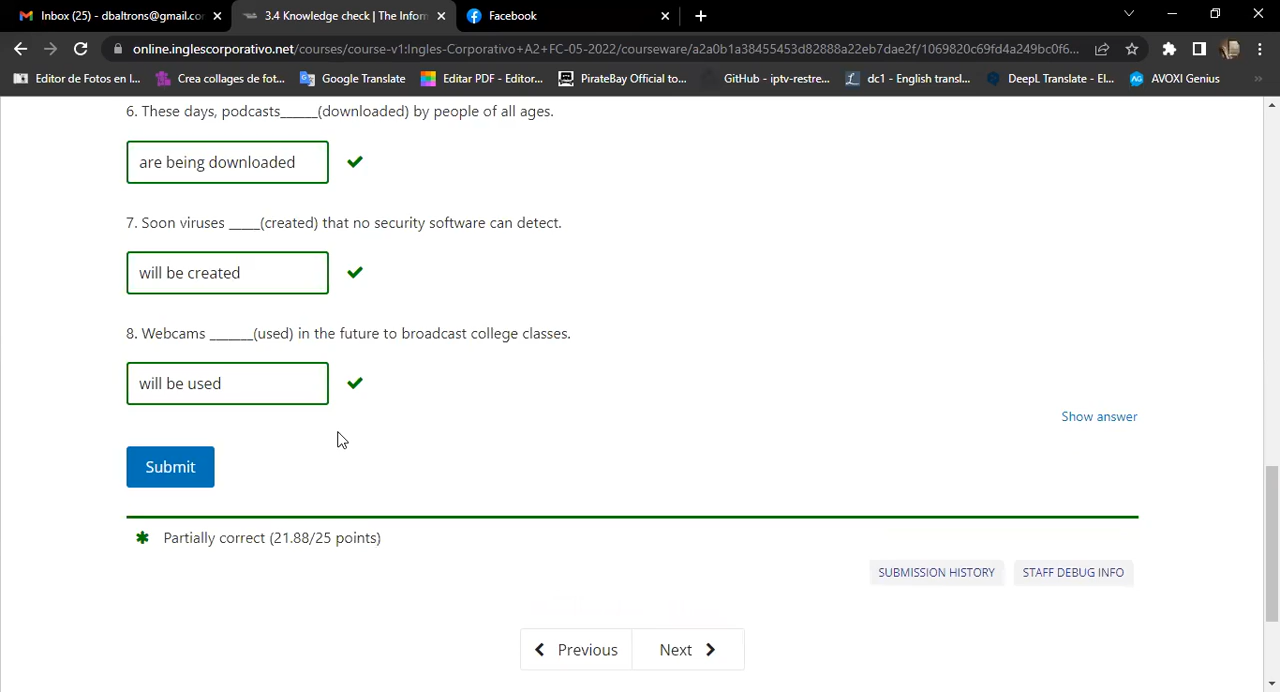 Inbox (25) - dbaltrons@gmail.co
3.4 Knowledge check | The Inforn
Facebook
online.inglescorporativo.net/courses/course-v1:Ingles-Corporativo+A2+FC-05-2022/courseware/a2a0b1a38455453d82888a22eb7dae2f/1069820c69fd4a249bc0f6...
Editor de Fotos en l...
Crea collages de fot...
Google Translate
Editar PDF - Editor...
PirateBay Official to...
GitHub - iptv-restre...
dc1 - English transl...
DeepL Translate - El...
AVOXI Genius
6. These days, podcasts______(downloaded) by people of all ages.
are being downloaded
7. Soon viruses _____(created) that no security software can detect.
will be created
8. Webcams _______(used) in the future to broadcast college classes.
will be used
Show answer
Submit
Partially correct (21.88/25 points)
SUBMISSION HISTORY
STAFF DEBUG INFO
Previous
Next